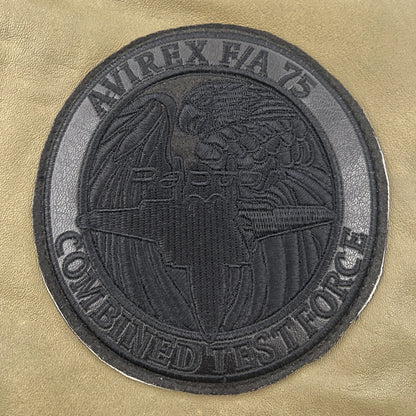 AVIREX F/A 75
COMBINED TEST FORCE